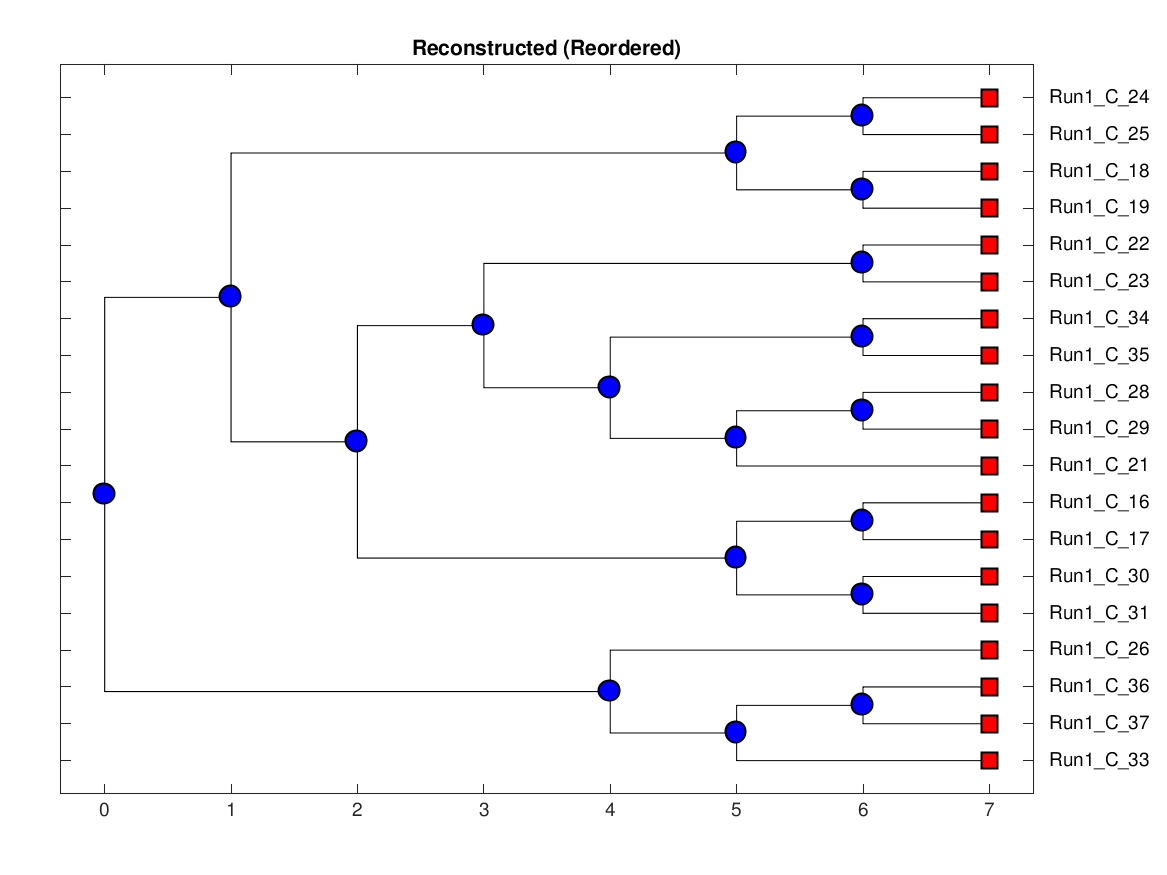 Reconstructed (Reordered)
Run1_C_24
Run1_C_25
Run1_C_18
Run1_C_19
Run1_C_22
Run1_C_23
Run1_C_34
Run1_C_35
Run1_C_28
Run1_C_29
Run1_C_21
Run1_C_16
Run1_C_17
Run1_C_30
Run1_C_31
Run1_C_26
Run1_C_36
Run1_C_37
Run1_C_33
0 1 2 3 4 5 6 7